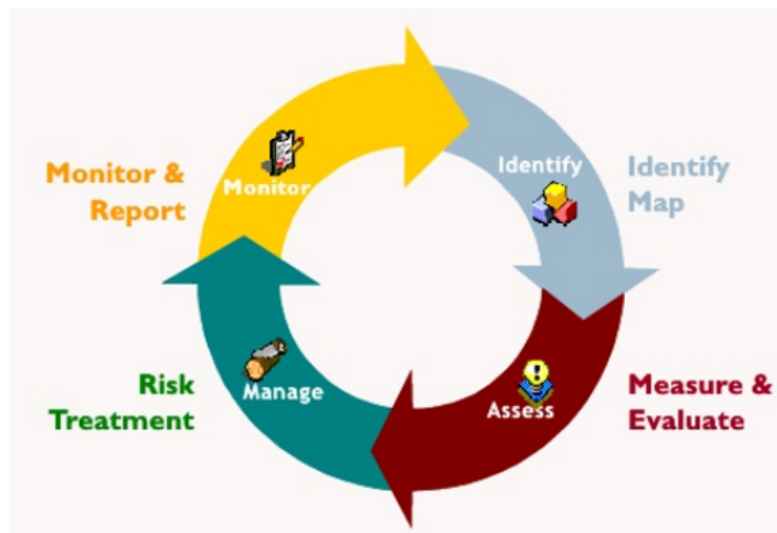 Identify
Identify
Map
Assess
Measure &
Evaluate
Manage
Risk
Treatment
Monitor
Monitor &
Report